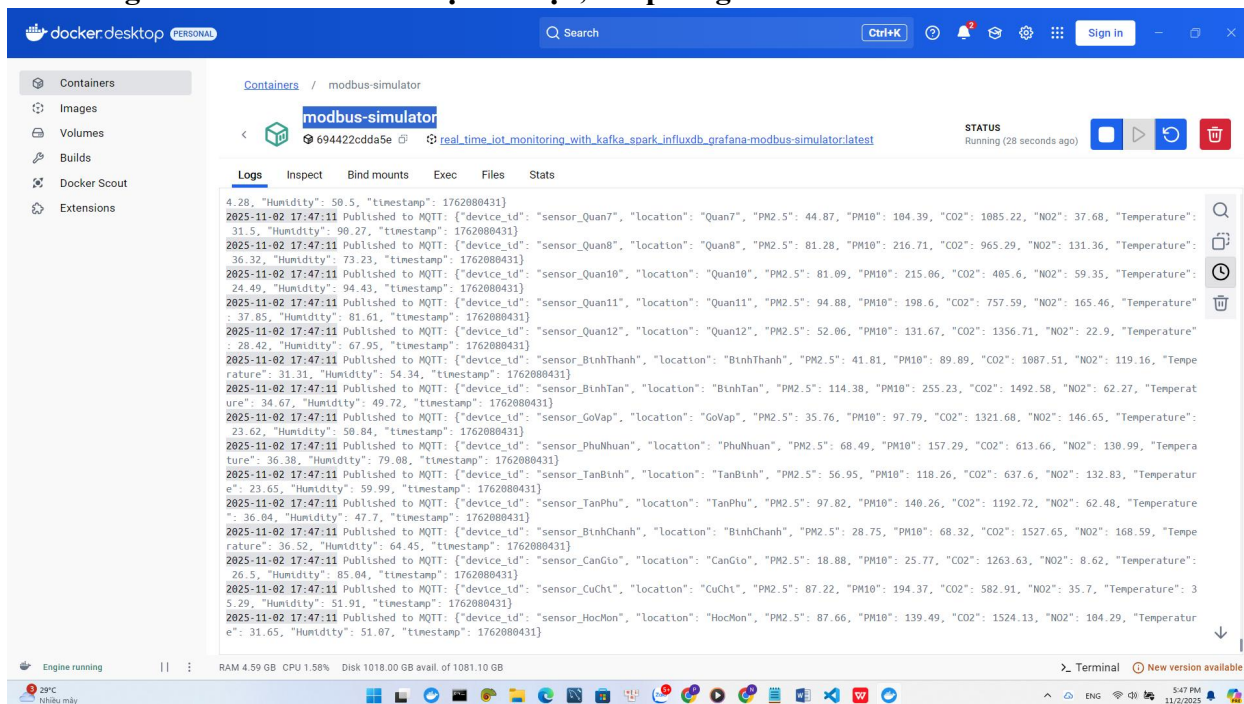 docker.desktop PERSONAL
Search
Ctrl+K
2
Sign in
Containers
Images
Volumes
Builds
Docker Scout
Extensions
Containers / modbus-simulator
modbus-simulator
694422cdda5e
real_time_iot_monitoring_with_kafka_spark_influxdb_grafana-modbus-simulator:latest
STATUS
Running (28 seconds ago)
Logs Inspect Bind mounts Exec Files Stats
4.28, "Humidity": 50.5, "timestamp": 1762080431}
2025-11-02 17:47:11 Published to MQTT: {"device_id": "sensor_Quan7", "location": "Quan7", "PM2.5": 44.87, "PM10": 104.39, "CO2": 1085.22, "NO2": 37.68, "Temperature":
31.5, "Humidity": 90.27, "timestamp": 1762080431}
2025-11-02 17:47:11 Published to MQTT: {"device_id": "sensor_Quan8", "location": "Quan8", "PM2.5": 81.28, "PM10": 216.71, "CO2": 965.29, "NO2": 131.36, "Temperature":
36.32, "Humidity": 73.23, "timestamp": 1762080431}
2025-11-02 17:47:11 Published to MQTT: {"device_id": "sensor_Quan10", "location": "Quan10", "PM2.5": 81.09, "PM10": 215.06, "CO2": 405.6, "NO2": 59.35, "Temperature":
24.49, "Humidity": 94.43, "timestamp": 1762080431}
2025-11-02 17:47:11 Published to MQTT: {"device_id": "sensor_Quan11", "location": "Quan11", "PM2.5": 94.88, "PM10": 198.6, "CO2": 757.59, "NO2": 165.46, "Temperature"
: 37.85, "Humidity": 81.61, "timestamp": 1762080431}
2025-11-02 17:47:11 Published to MQTT: {"device_id": "sensor_Quan12", "location": "Quan12", "PM2.5": 52.06, "PM10": 131.67, "CO2": 1356.71, "NO2": 22.9, "Temperature"
: 28.42, "Humidity": 67.95, "timestamp": 1762080431}
2025-11-02 17:47:11 Published to MQTT: {"device_id": "sensor_BinhThanh", "location": "BinhThanh", "PM2.5": 41.81, "PM10": 89.89, "CO2": 1087.51, "NO2": 119.16, "Tempe
rature": 31.31, "Humidity": 54.34, "timestamp": 1762080431}
2025-11-02 17:47:11 Published to MQTT: {"device_id": "sensor_BinhTan", "location": "BinhTan", "PM2.5": 114.38, "PM10": 255.23, "CO2": 1492.58, "NO2": 62.27, "Temperat
ure": 34.67, "Humidity": 49.72, "timestamp": 1762080431}
2025-11-02 17:47:11 Published to MQTT: {"device_id": "sensor_GoVap", "location": "GoVap", "PM2.5": 35.76, "PM10": 97.79, "CO2": 1321.68, "NO2": 146.65, "Temperature":
23.62, "Humidity": 50.84, "timestamp": 1762080431}
2025-11-02 17:47:11 Published to MQTT: {"device_id": "sensor_PhuNhuan", "location": "PhuNhuan", "PM2.5": 68.49, "PM10": 157.29, "CO2": 613.66, "NO2": 130.99, "Tempera
ture": 36.38, "Humidity": 79.08, "timestamp": 1762080431}
2025-11-02 17:47:11 Published to MQTT: {"device_id": "sensor_TanBinh", "location": "TanBinh", "PM2.5": 56.95, "PM10": 118.26, "CO2": 637.6, "NO2": 132.83, "Temperatur
e": 23.65, "Humidity": 59.99, "timestamp": 1762080431}
2025-11-02 17:47:11 Published to MQTT: {"device_id": "sensor_TanPhu", "location": "TanPhu", "PM2.5": 97.82, "PM10": 140.26, "CO2": 1192.72, "NO2": 62.48, "Temperature
": 36.04, "Humidity": 47.7, "timestamp": 1762080431}
2025-11-02 17:47:11 Published to MQTT: {"device_id": "sensor_BinhChanh", "location": "BinhChanh", "PM2.5": 28.75, "PM10": 68.32, "CO2": 1527.65, "NO2": 168.59, "Tempe
rature": 36.52, "Humidity": 64.45, "timestamp": 1762080431}
2025-11-02 17:47:11 Published to MQTT: {"device_id": "sensor_CanGio", "location": "CanGio", "PM2.5": 18.88, "PM10": 25.77, "CO2": 1263.63, "NO2": 8.62, "Temperature":
26.5, "Humidity": 85.04, "timestamp": 1762080431}
2025-11-02 17:47:11 Published to MQTT: {"device_id": "sensor_CuChi", "location": "CuChi", "PM2.5": 87.22, "PM10": 194.37, "CO2": 582.91, "NO2": 35.7, "Temperature": 3
5.29, "Humidity": 51.91, "timestamp": 1762080431}
2025-11-02 17:47:11 Published to MQTT: {"device_id": "sensor_HocMon", "location": "HocMon", "PM2.5": 87.66, "PM10": 139.49, "CO2": 1524.13, "NO2": 104.29, "Temperatur
e": 31.65, "Humidity": 51.07, "timestamp": 1762080431}
Engine running
RAM 4.59 GB CPU 1.58% Disk 1018.00 GB avail. of 1081.10 GB
Terminal
New version available
29°C
Nhiều mây
ENG
5:47 PM
11/2/2025